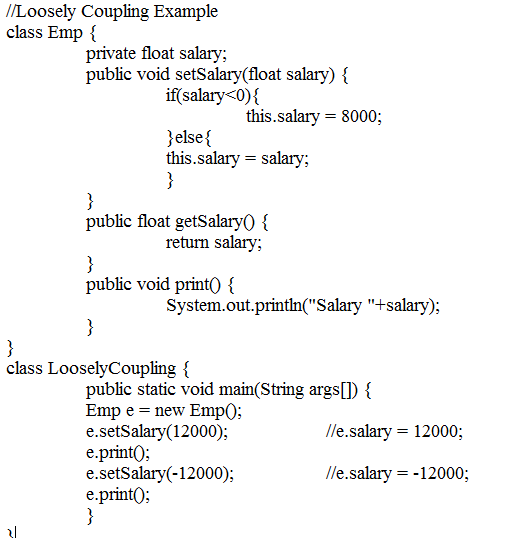 //Loosely Coupling Example
class Emp {
private float salary;
public void setSalary(float salary) {
if(salary<0){
this.salary = 8000;
}else{
this.salary = salary;
}
}
public float getSalary() {
return salary;
}
public void print() {
System.out.println("Salary "+salary);
}
}
class LooselyCoupling {
public static void main(String args[]) {
Emp e = new Emp();
e.setSalary(12000); //e.salary = 12000;
e.print();
e.setSalary(-12000); //e.salary = -12000;
e.print();
}
}